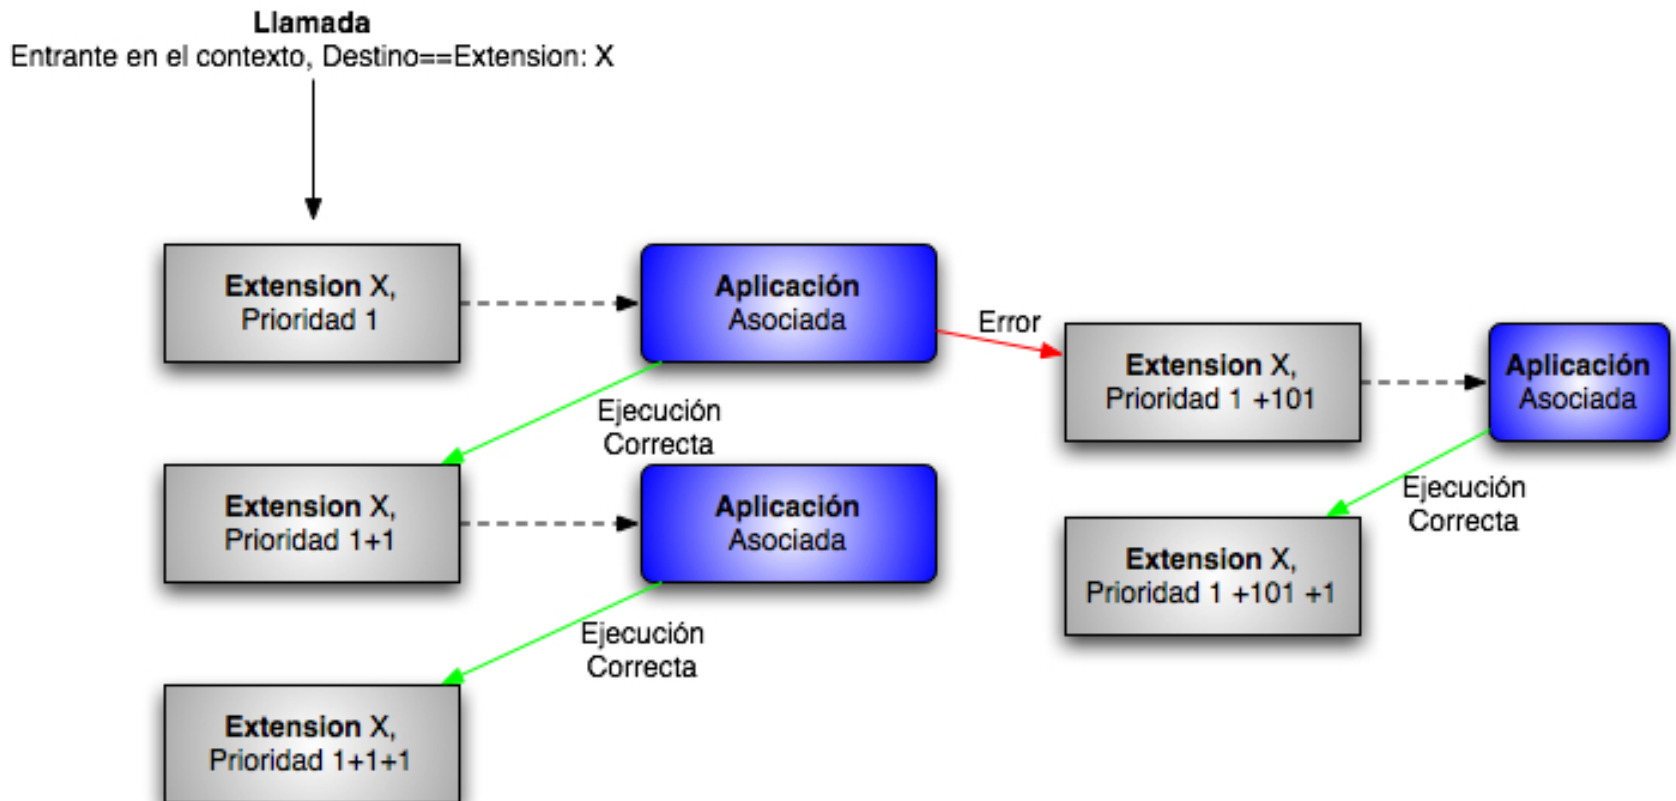 Llamada
Entrante en el contexto, Destino==Extension: X
Extension X,
Prioridad 1
Aplicación
Asociada
Error
Extension X,
Prioridad 1 +101
Aplicación
Asociada
Ejecución
Correcta
Extension X,
Prioridad 1+1
Aplicación
Asociada
Ejecución
Correcta
Extension X,
Prioridad 1 +101 +1
Ejecución
Correcta
Extension X,
Prioridad 1+1+1